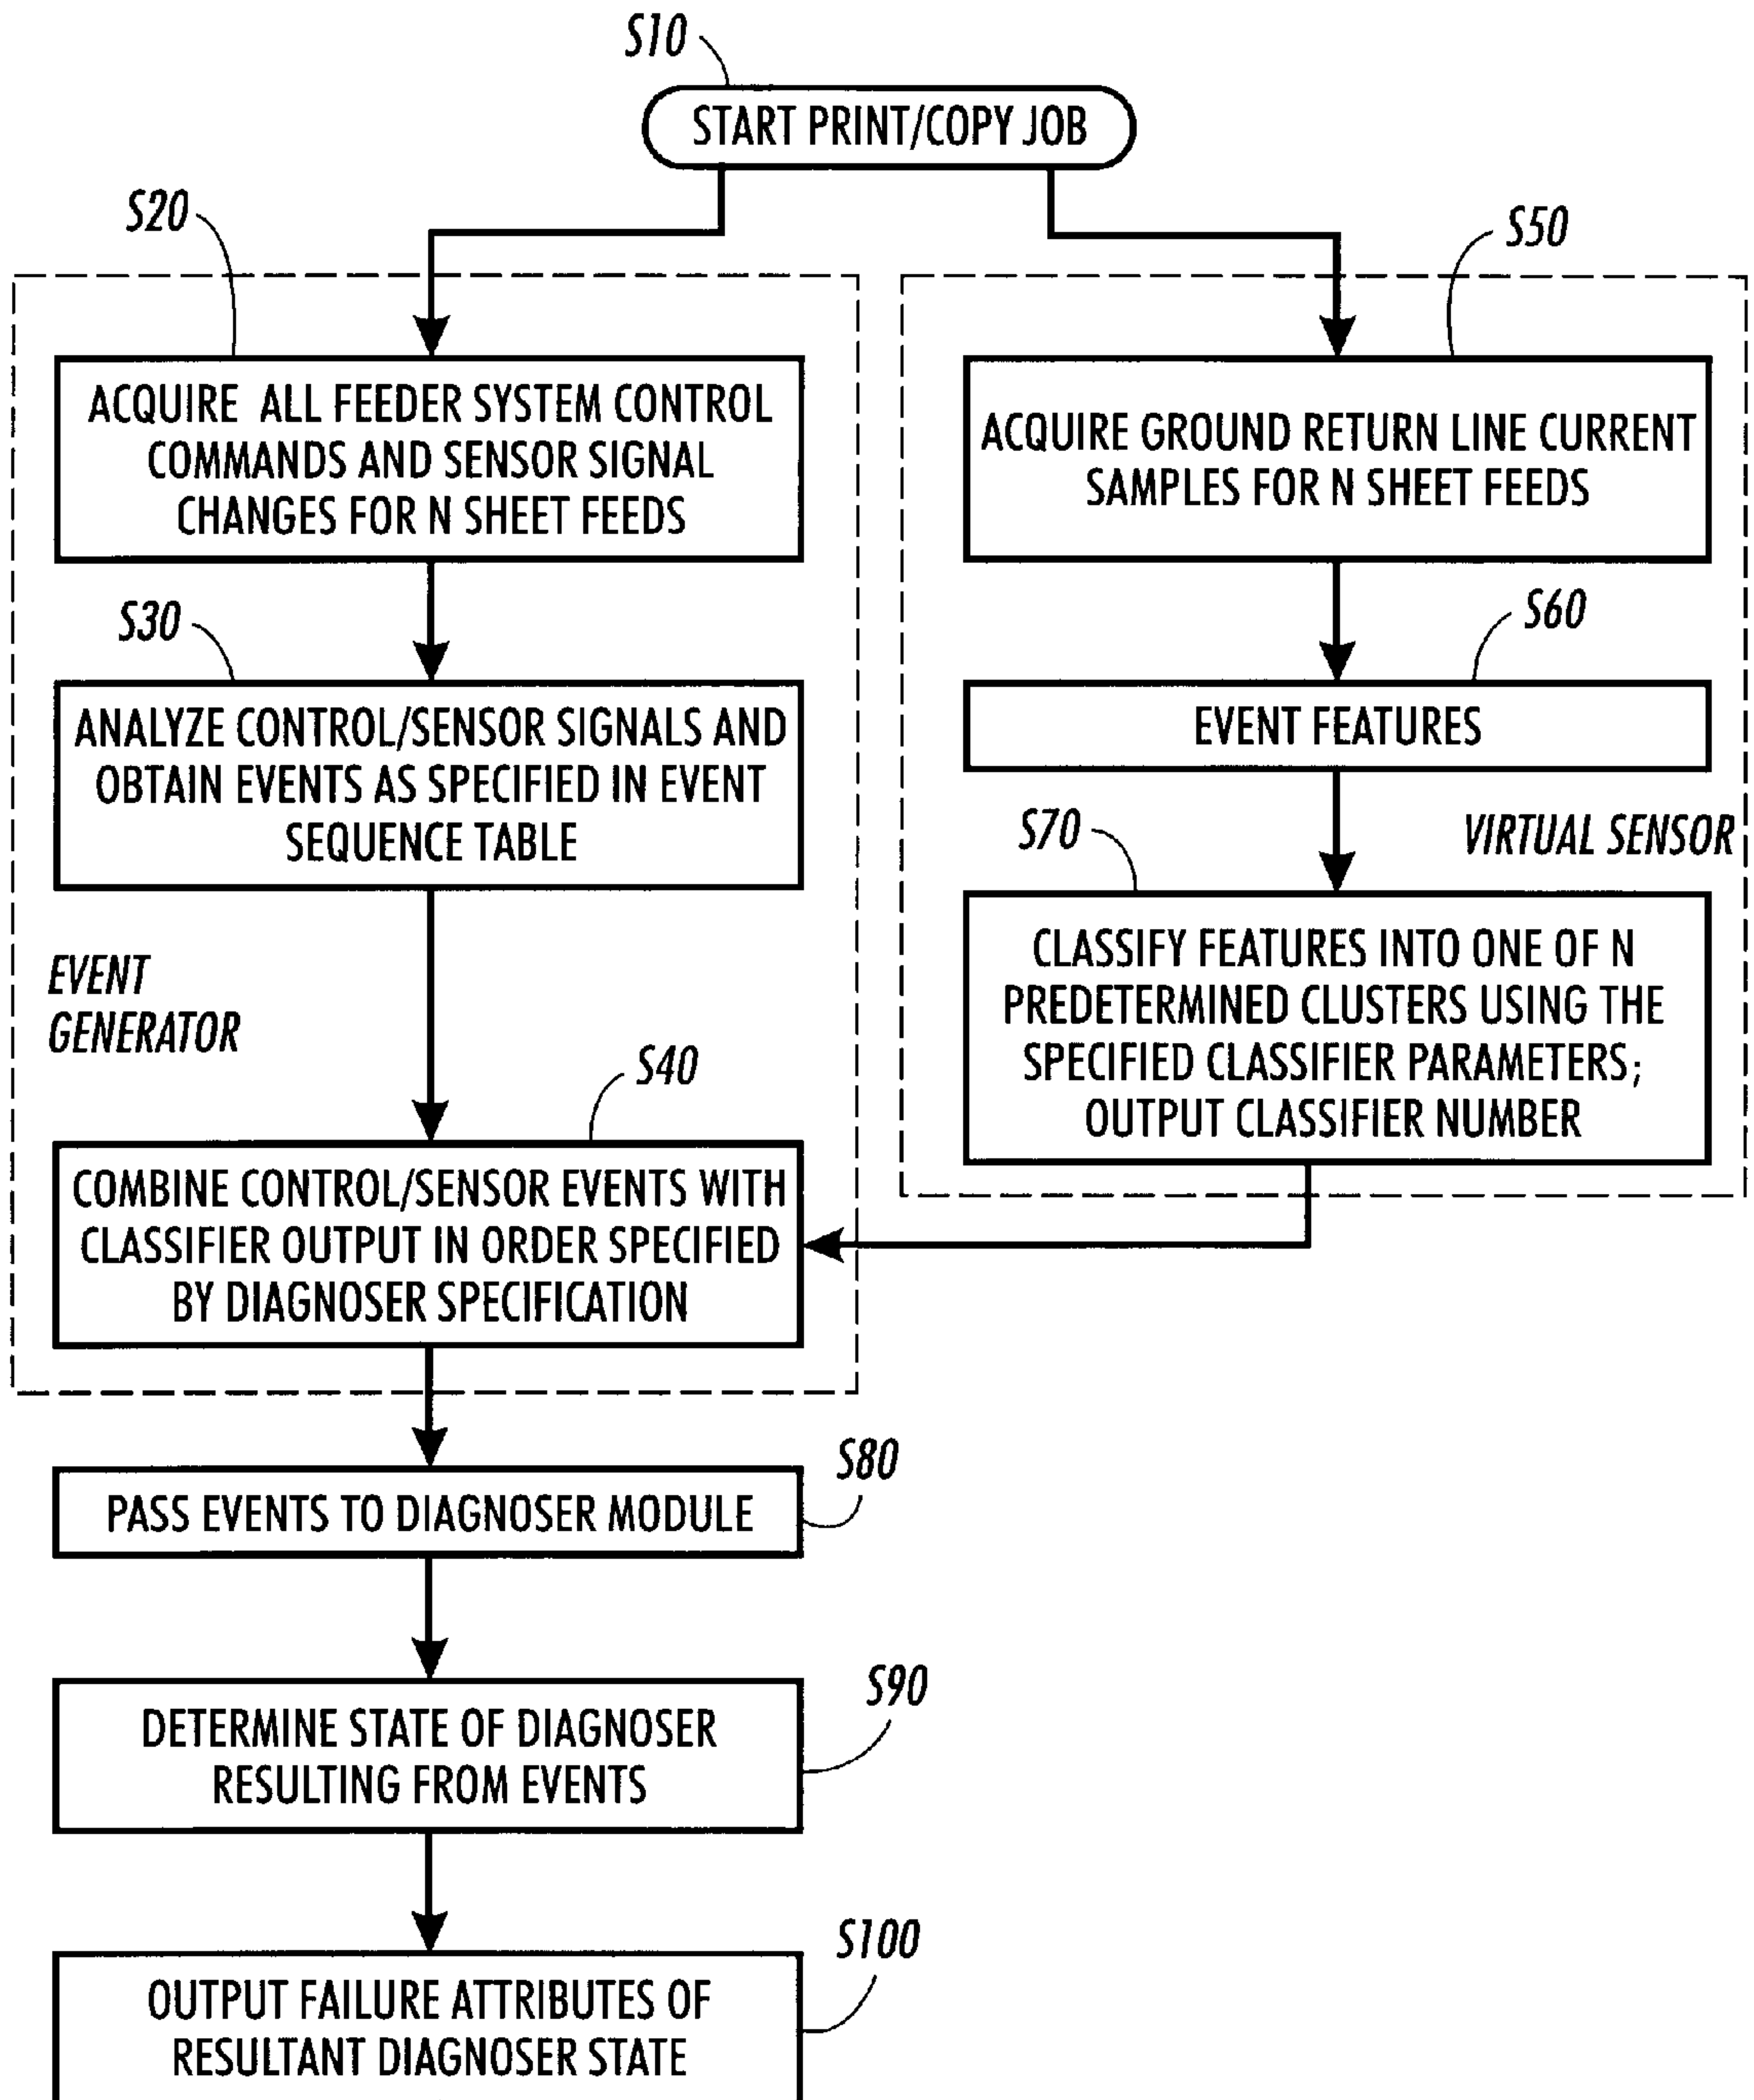 S10
START PRINT/COPY JOB
S20
ACQUIRE ALL FEEDER SYSTEM CONTROL
COMMANDS AND SENSOR SIGNAL
CHANGES FOR N SHEET FEEDS
S30
ANALYZE CONTROL/SENSOR SIGNALS AND
OBTAIN EVENTS AS SPECIFIED IN EVENT
SEQUENCE TABLE
EVENT
GENERATOR
S40
COMBINE CONTROL/SENSOR EVENTS WITH
CLASSIFIER OUTPUT IN ORDER SPECIFIED
BY DIAGNOSER SPECIFICATION
S50
ACQUIRE GROUND RETURN LINE CURRENT
SAMPLES FOR N SHEET FEEDS
S60
EVENT FEATURES
S70
VIRTUAL SENSOR
CLASSIFY FEATURES INTO ONE OF N
PREDETERMINED CLUSTERS USING THE
SPECIFIED CLASSIFIER PARAMETERS;
OUTPUT CLASSIFIER NUMBER
S80
PASS EVENTS TO DIAGNOSER MODULE
S90
DETERMINE STATE OF DIAGNOSER
RESULTING FROM EVENTS
S100
OUTPUT FAILURE ATTRIBUTES OF
RESULTANT DIAGNOSER STATE